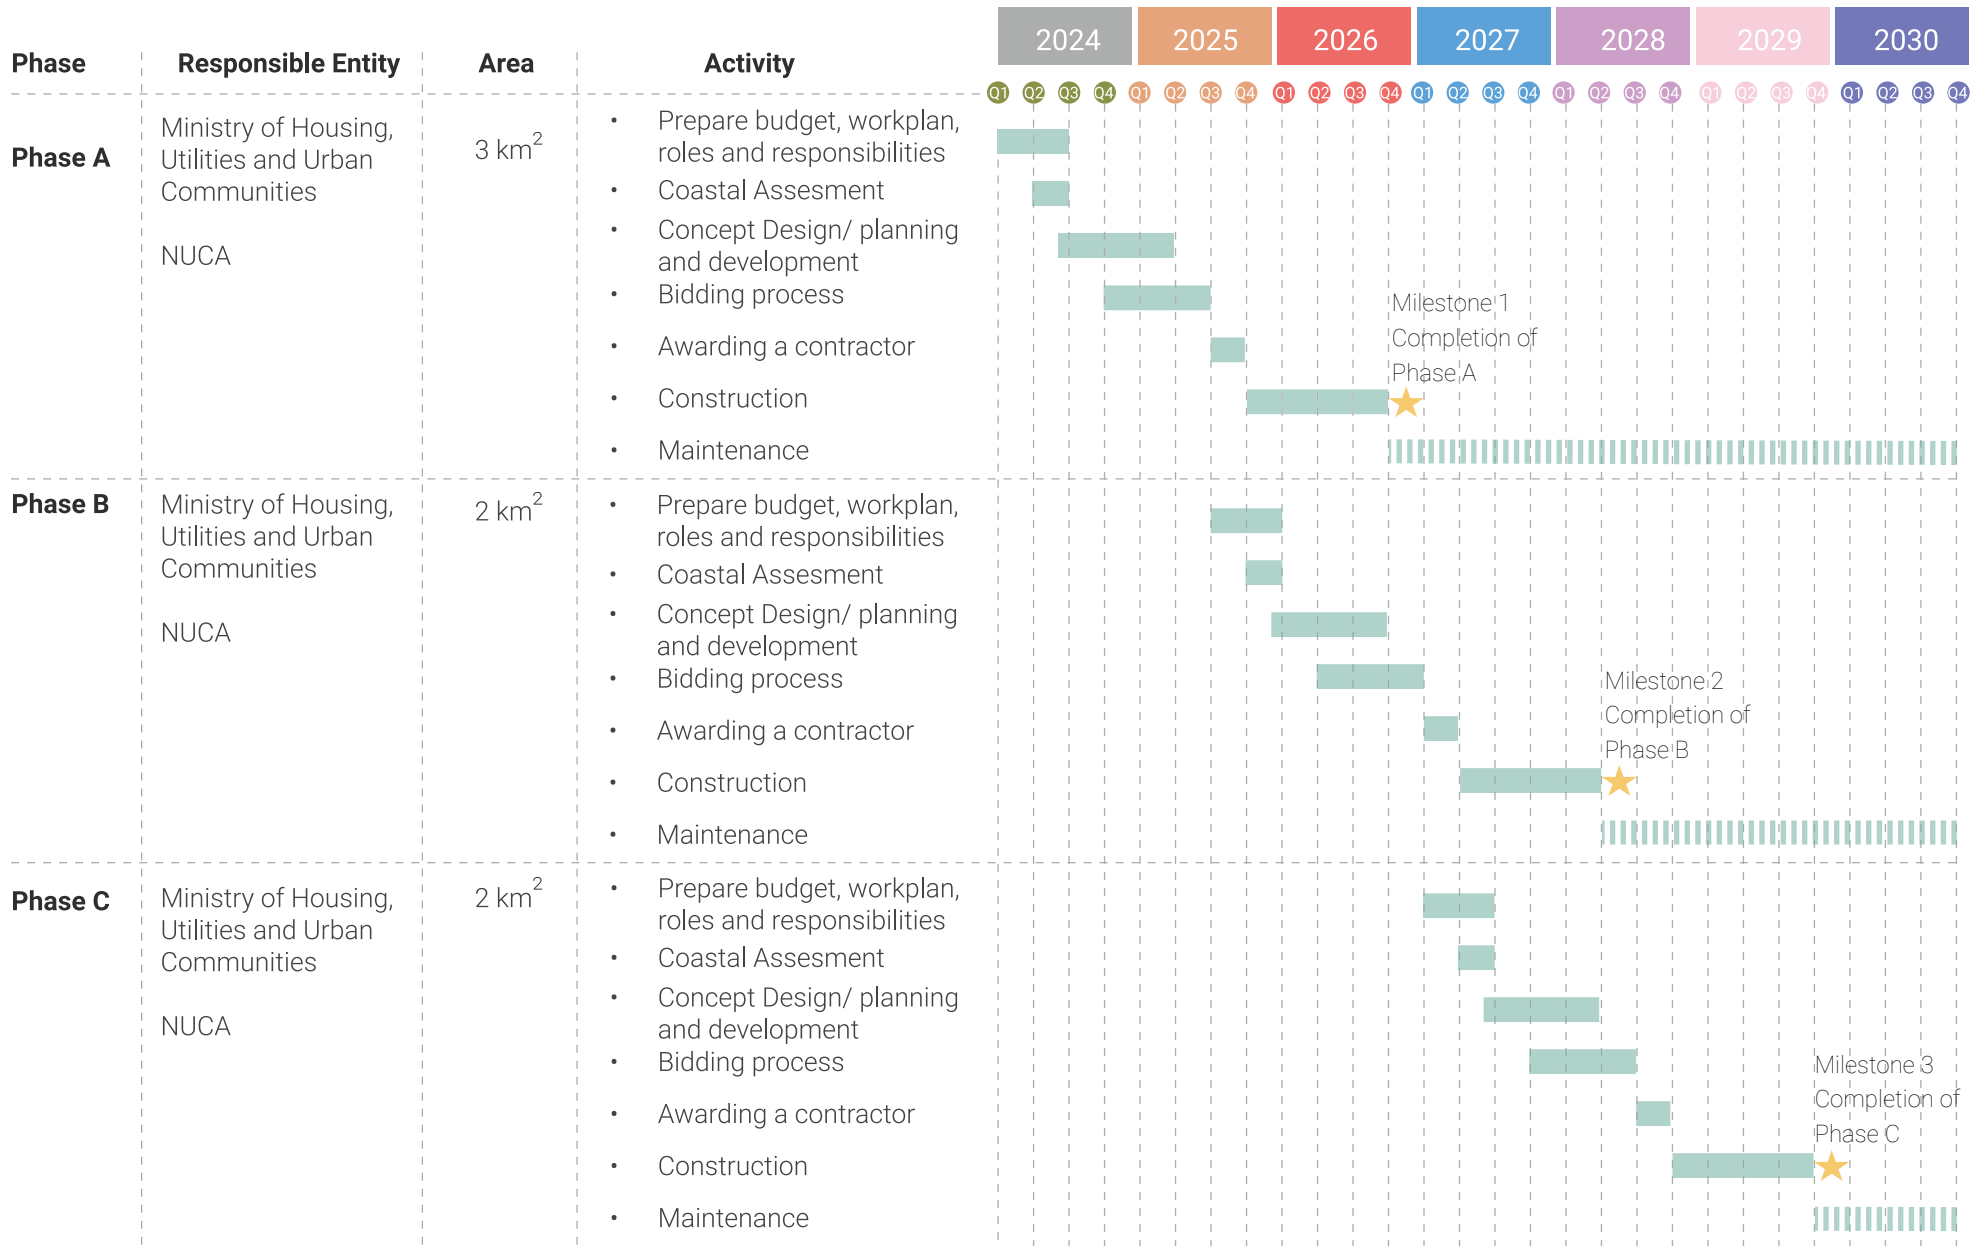 2024 2025 2026 2027 2028 2029 2030
Phase Responsible Entity Area Activity
Q1 Q2 Q3 Q4 Q1 Q2 Q3 Q4 Q1 Q2 Q3 Q4 Q1 Q2 Q3 Q4 Q1 Q2 Q3 Q4 Q1 Q2 Q3 Q4 Q1 Q2 Q3 Q4
Phase A
Ministry of Housing,
Utilities and Urban
Communities
NUCA
3 km²
• Prepare budget, workplan,
roles and responsibilities
• Coastal Assesment
• Concept Design/ planning
and development
• Bidding process
• Awarding a contractor
• Construction
• Maintenance
Milestone 1
Completion of
Phase A
Phase B
Ministry of Housing,
Utilities and Urban
Communities
NUCA
2 km²
• Prepare budget, workplan,
roles and responsibilities
• Coastal Assesment
• Concept Design/ planning
and development
• Bidding process
• Awarding a contractor
• Construction
• Maintenance
Milestone 2
Completion of
Phase B
Phase C
Ministry of Housing,
Utilities and Urban
Communities
NUCA
2 km²
• Prepare budget, workplan,
roles and responsibilities
• Coastal Assesment
• Concept Design/ planning
and development
• Bidding process
• Awarding a contractor
• Construction
• Maintenance
Milestone 3
Completion of
Phase C